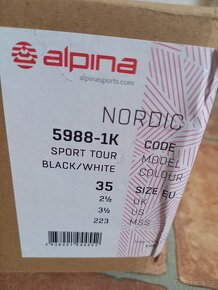 alpina
alpinasports.com
NORDIC
5988-1K CODE
SPORT TOUR MODEL
BLACK/WHITE COLOUR
35 SIZE EU
2½ UK
3½ US
223 MSS